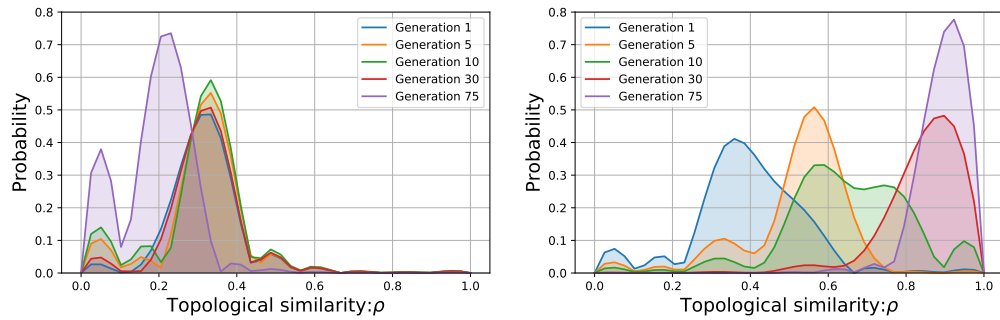 0.8
0.7
0.6
0.5
0.4
0.3
0.2
0.1
0.0
Probability
0.0 0.2 0.4 0.6 0.8 1.0
Topological similarity:ρ
Generation 1
Generation 5
Generation 10
Generation 30
Generation 75
0.8
0.7
0.6
0.5
0.4
0.3
0.2
0.1
0.0
Probability
0.0 0.2 0.4 0.6 0.8 1.0
Topological similarity:ρ
Generation 1
Generation 5
Generation 10
Generation 30
Generation 75